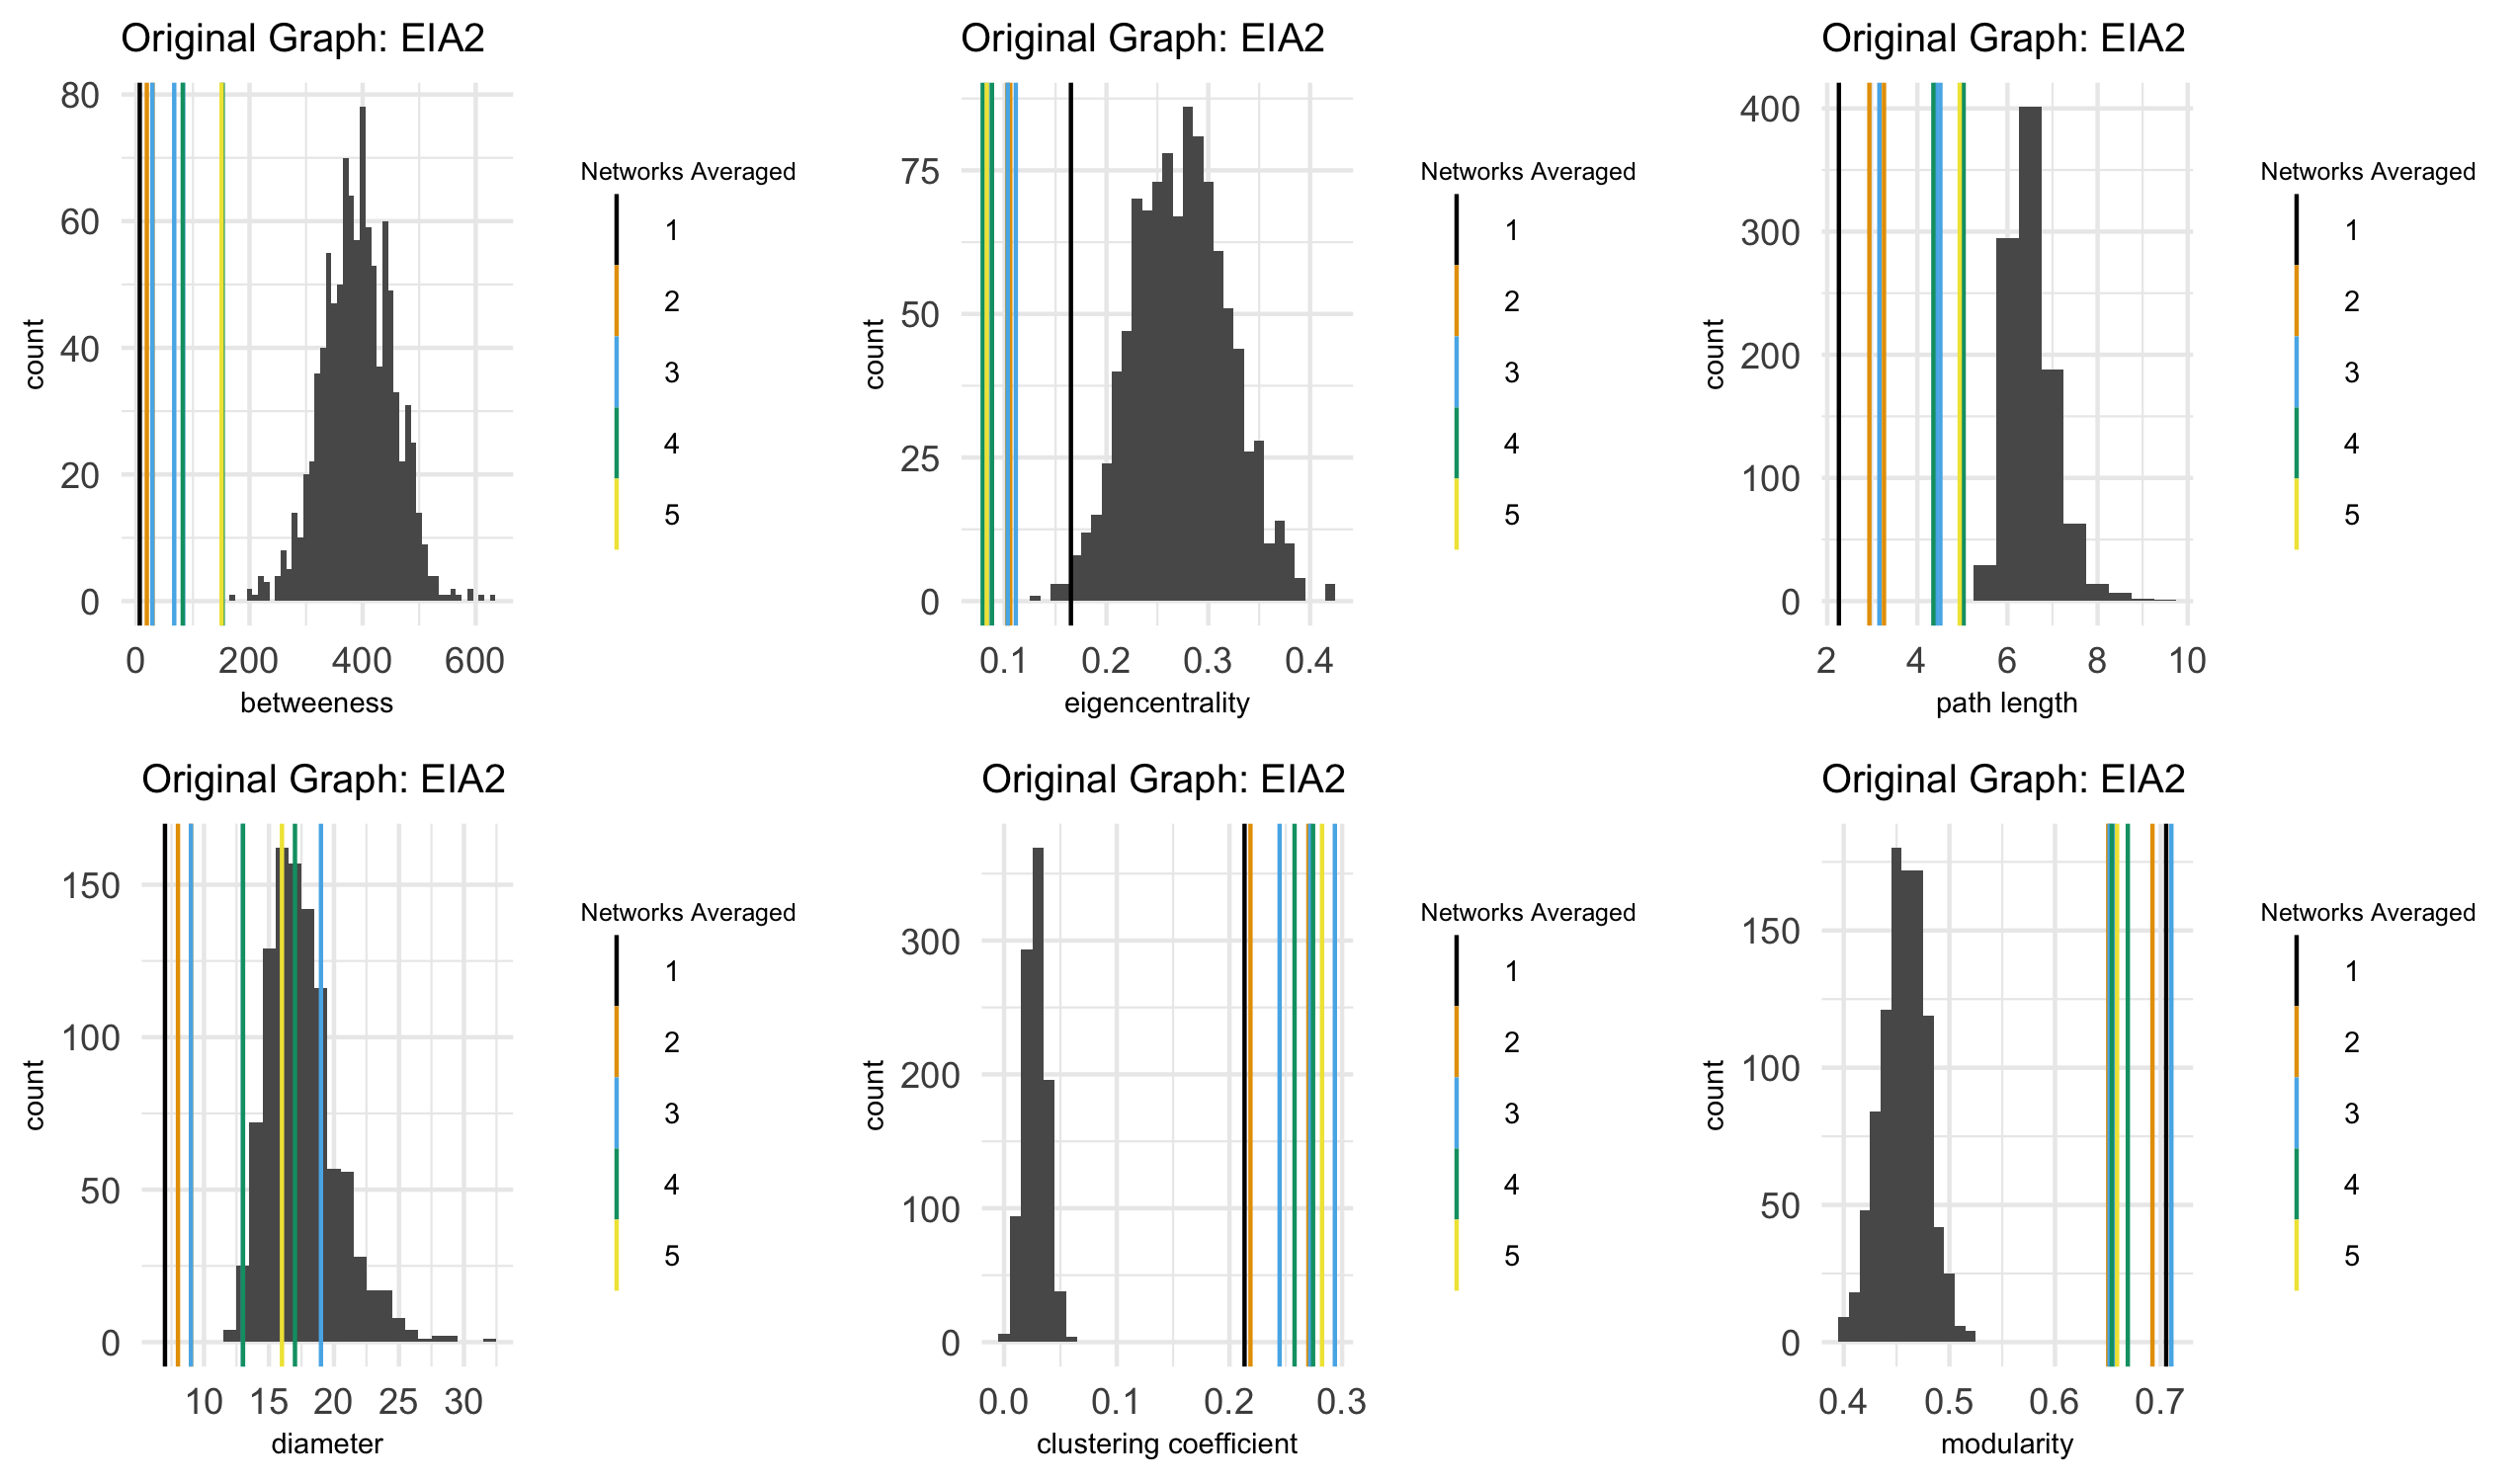 Original Graph: EIA2
80
60
40
20
0
count
0 200 400 600
betweeness
Networks Averaged
1
2
3
4
5
Original Graph: EIA2
75
50
25
0
count
0.1 0.2 0.3 0.4
eigencentrality
Networks Averaged
1
2
3
4
5
Original Graph: EIA2
400
300
200
100
0
count
2 4 6 8 10
path length
Networks Averaged
1
2
3
4
5
Original Graph: EIA2
150
100
50
0
count
10 15 20 25 30
diameter
Networks Averaged
1
2
3
4
5
Original Graph: EIA2
300
200
100
0
count
0.0 0.1 0.2 0.3
clustering coefficient
Networks Averaged
1
2
3
4
5
Original Graph: EIA2
150
100
50
0
count
0.4 0.5 0.6 0.7
modularity
Networks Averaged
1
2
3
4
5